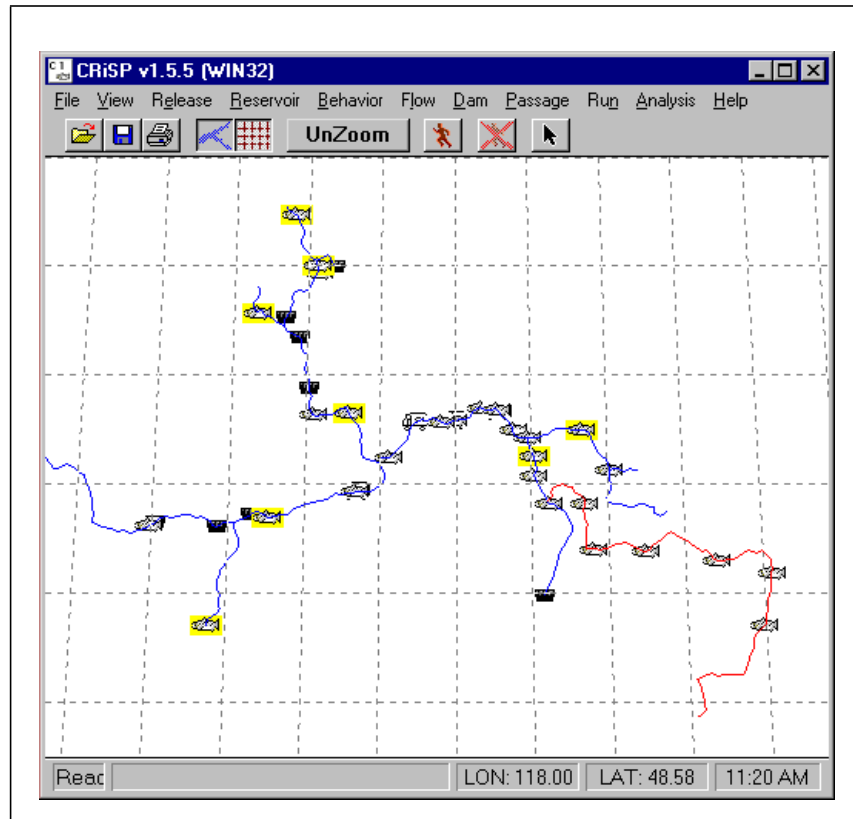 CRiSP v1.5.5 (WIN32)
File View Release Reservoir Behavior Flow Dam Passage Run Analysis Help
UnZoom
Read LON: 118.00 LAT: 48.58 11:20 AM